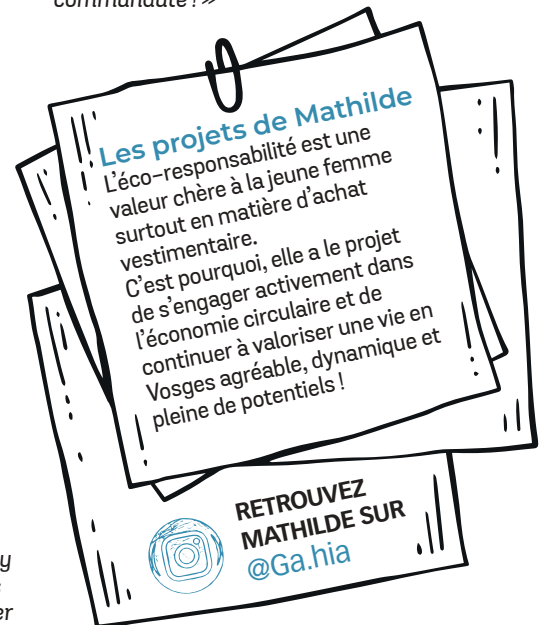 communauté ! »
Les projets de Mathilde
L'éco-responsabilité est une
valeur chère à la jeune femme
surtout en matière d'achat
vestimentaire.
C'est pourquoi, elle a le projet
de s'engager activement dans
l'économie circulaire et de
continuer à valoriser une vie en
Vosges agréable, dynamique et
pleine de potentiels !
RETROUVEZ
MATHILDE SUR
@Ga.hia
y
er